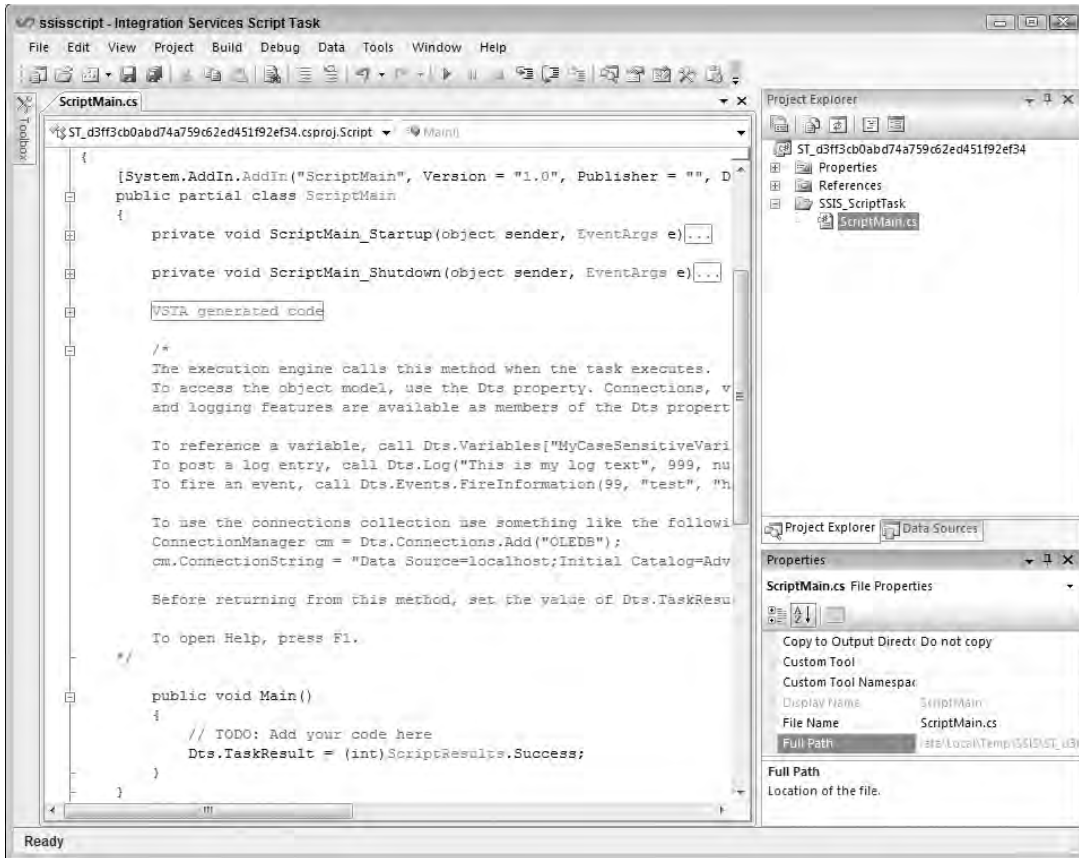 ssisscript - Integration Services Script Task
File Edit View Project Build Debug Data Tools Window Help
Toolbox
ScriptMain.cs
ST_d3ff3cb0abd74a759c62ed451f92ef34.csproj.Script Main()
{
[System.AddIn.AddIn("ScriptMain", Version = "1.0", Publisher = "", D
public partial class ScriptMain
{
private void ScriptMain_Startup(object sender, EventArgs e)...
private void ScriptMain_Shutdown(object sender, EventArgs e)...
VSTA generated code
/*
The execution engine calls this method when the task executes.
To access the object model, use the Dts property. Connections, v
and logging features are available as members of the Dts propert
To reference a variable, call Dts.Variables["MyCaseSensitiveVari
To post a log entry, call Dts.Log("This is my log text", 999, nu
To fire an event, call Dts.Events.FireInformation(99, "test", "h
To use the connections collection use something like the followi
ConnectionManager cm = Dts.Connections.Add("OLEDB");
cm.ConnectionString = "Data Source=localhost;Initial Catalog=Adv
Before returning from this method, set the value of Dts.TaskResu
To open Help, press F1.
*/
public void Main()
{
// TODO: Add your code here
Dts.TaskResult = (int)ScriptResults.Success;
}
}
Project Explorer
ST_d3ff3cb0abd74a759c62ed451f92ef34
Properties
References
SSIS_ScriptTask
ScriptMain.cs
Project Explorer Data Sources
Properties
ScriptMain.cs File Properties
Copy to Output Direct Do not copy
Custom Tool
Custom Tool Namespac
Display Name ScriptMain
File Name ScriptMain.cs
Full Path \Local\Temp\SSIS\ST_d3
Full Path
Location of the file.
Ready